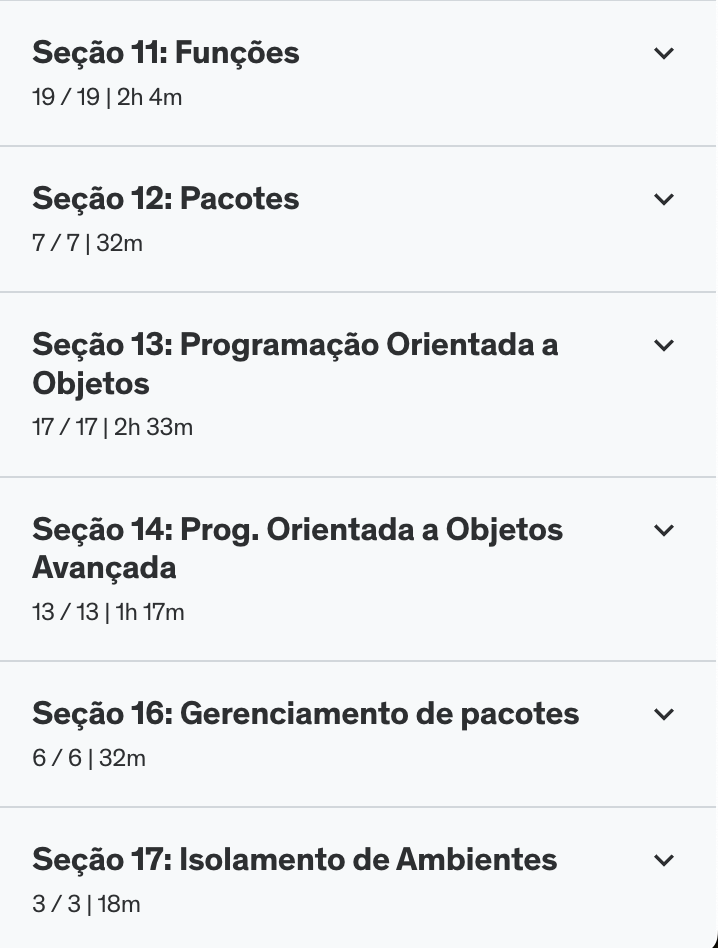 Seção 11: Funções
19 / 19 | 2h 4m
Seção 12: Pacotes
7 / 7 | 32m
Seção 13: Programação Orientada a
Objetos
17 / 17 | 2h 33m
Seção 14: Prog. Orientada a Objetos
Avançada
13 / 13 | 1h 17m
Seção 16: Gerenciamento de pacotes
6 / 6 | 32m
Seção 17: Isolamento de Ambientes
3 / 3 | 18m